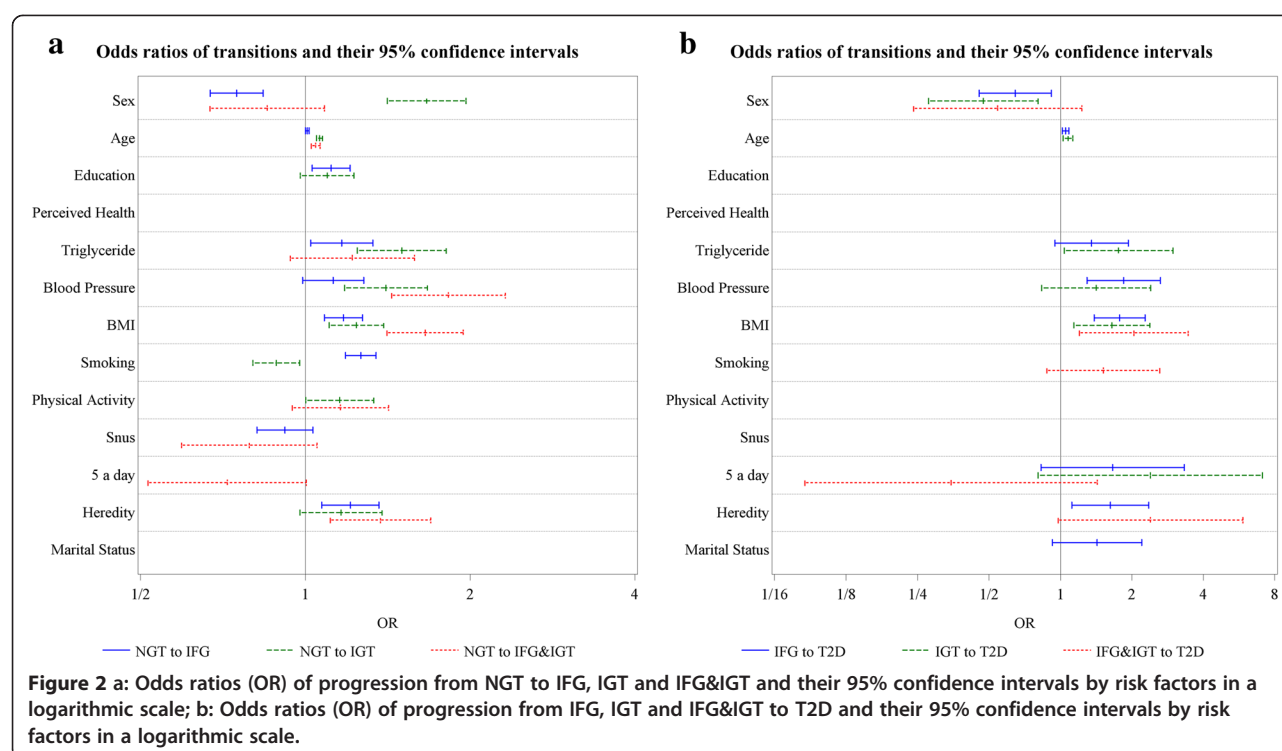 a
Odds ratios of transitions and their 95% confidence intervals
Sex
Age
Education
Perceived Health
Triglyceride
Blood Pressure
BMI
Smoking
Physical Activity
Snus
5 a day
Heredity
Marital Status
1/2 1 2 4
OR
NGT to IFG NGT to IGT NGT to IFG&IGT
b
Odds ratios of transitions and their 95% confidence intervals
Sex
Age
Education
Perceived Health
Triglyceride
Blood Pressure
BMI
Smoking
Physical Activity
Snus
5 a day
Heredity
Marital Status
1/16 1/8 1/4 1/2 1 2 4 8
OR
IFG to T2D IGT to T2D IFG&IGT to T2D
Figure 2 a: Odds ratios (OR) of progression from NGT to IFG, IGT and IFG&IGT and their 95% confidence intervals by risk factors in a
logarithmic scale; b: Odds ratios (OR) of progression from IFG, IGT and IFG&IGT to T2D and their 95% confidence intervals by risk
factors in a logarithmic scale.